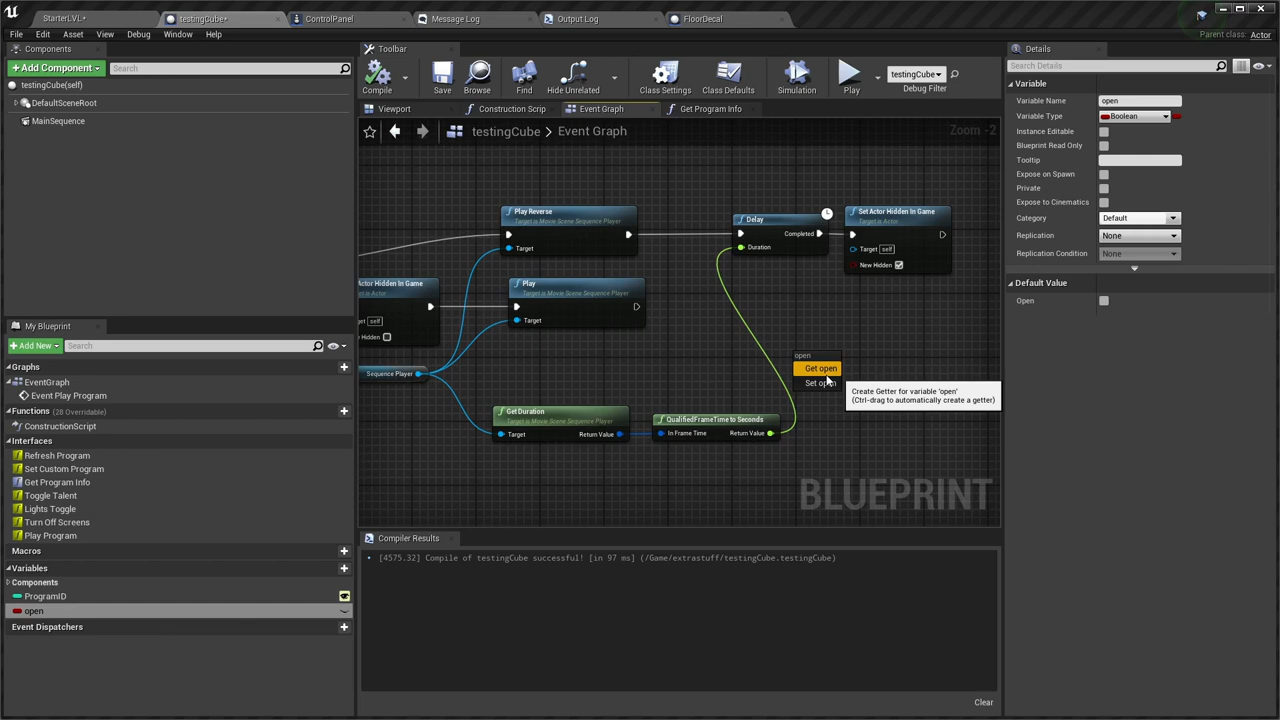 StarterLVL•
testingCube•
ControlPanel
Message Log
Output Log
FloorDecal
File Edit Asset View Debug Window Help
Parent class: Actor
Components
+ Add Component
Search
testingCube(self)
DefaultSceneRoot
MainSequence
Toolbar
Compile
Save
Browse
Find
Hide Unrelated
Class Settings
Class Defaults
Simulation
Play
testingCube
Debug Filter
Viewport
Construction Scrip
Event Graph
Get Program Info
testingCube > Event Graph
Zoom -2
Play Reverse
Target is Movie Scene Sequence Player
Target
Delay
Completed
Duration
Set Actor Hidden In Game
Target is Actor
Target self
New Hidden
Actor Hidden In Game
self
Hidden
Play
Target is Movie Scene Sequence Player
Target
Sequence Player
open
Get open
Set open
Create Getter for variable 'open'
(Ctrl-drag to automatically create a getter)
Get Duration
Target is Movie Scene Sequence Player
Target
Return Value
QualifiedFrameTime to Seconds
In Frame Time
Return Value
BLUEPRINT
Compiler Results
[4575.32] Compile of testingCube successful! [in 97 ms] (/Game/extrastuff/testingCube.testingCube)
Clear
My Blueprint
+ Add New
Search
Graphs
EventGraph
Event Play Program
Functions (28 Overridable)
ConstructionScript
Interfaces
Refresh Program
Set Custom Program
Get Program Info
Toggle Talent
Lights Toggle
Turn Off Screens
Play Program
Macros
Variables
Components
ProgramID
open
Event Dispatchers
Details
Search Details
Variable
Variable Name open
Variable Type Boolean
Instance Editable
Blueprint Read Only
Tooltip
Expose on Spawn
Private
Expose to Cinematics
Category Default
Replication None
Replication Condition None
Default Value
Open